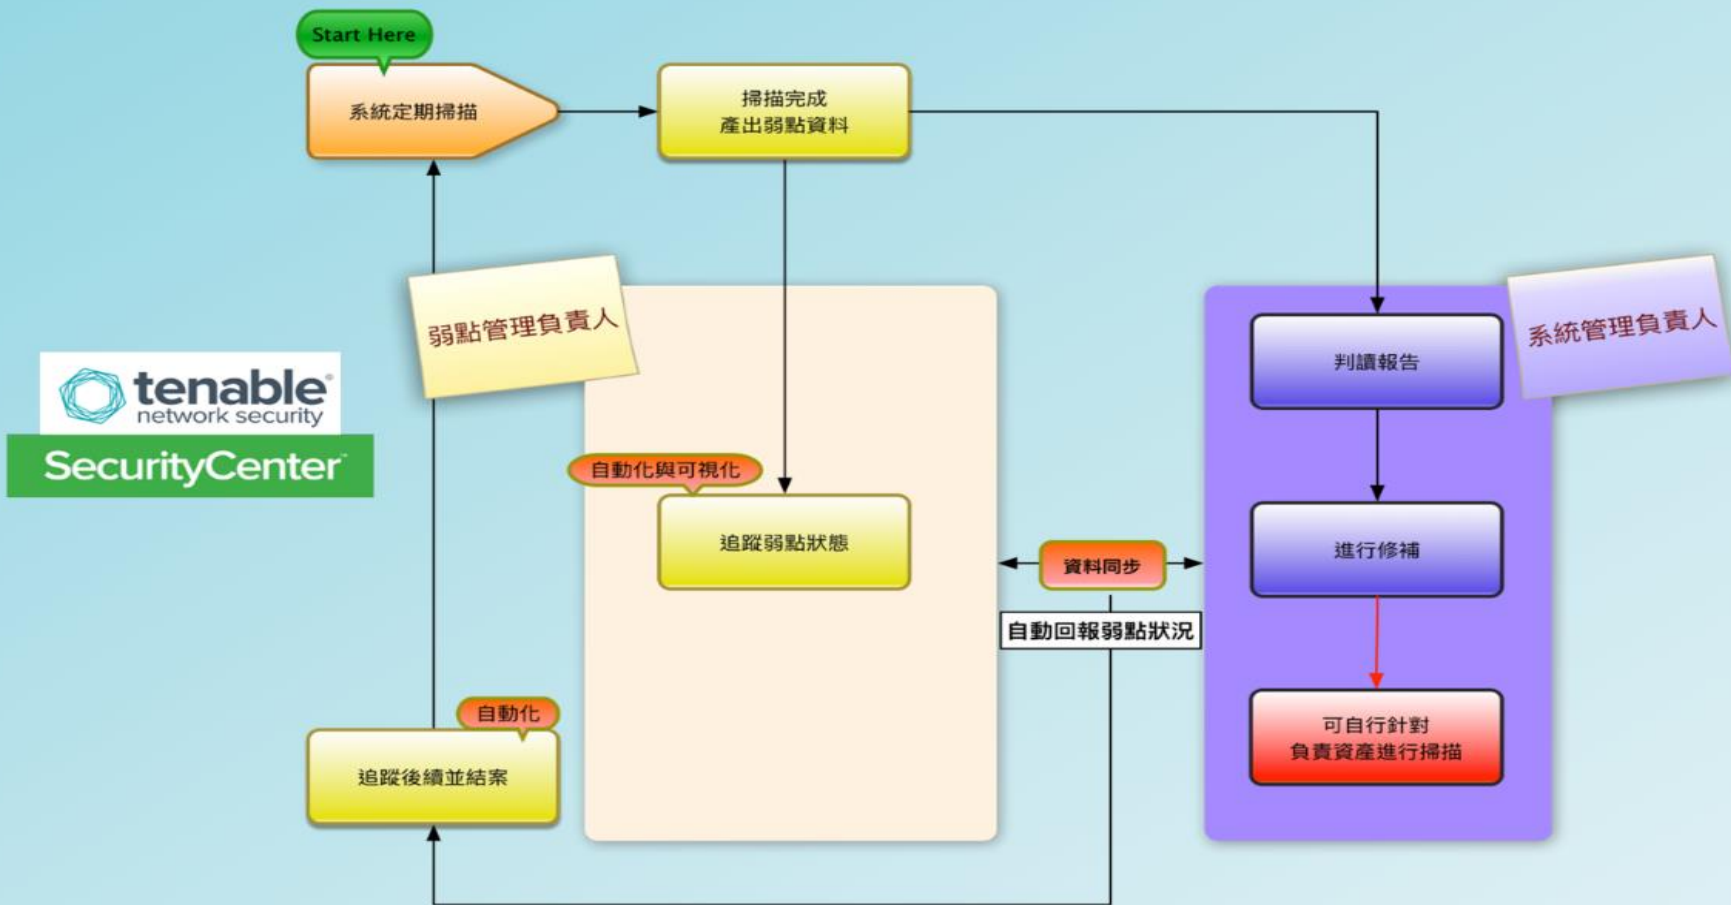 Start Here
系統定期掃描
掃描完成
產出弱點資料
弱點管理負責人
系統管理負責人
判讀報告
tenable®
network security
SecurityCenter™
自動化與可視化
追蹤弱點狀態
資料同步
進行修補
自動回報弱點狀況
自動化
追蹤後續並結案
可自行針對
負責資產進行掃描